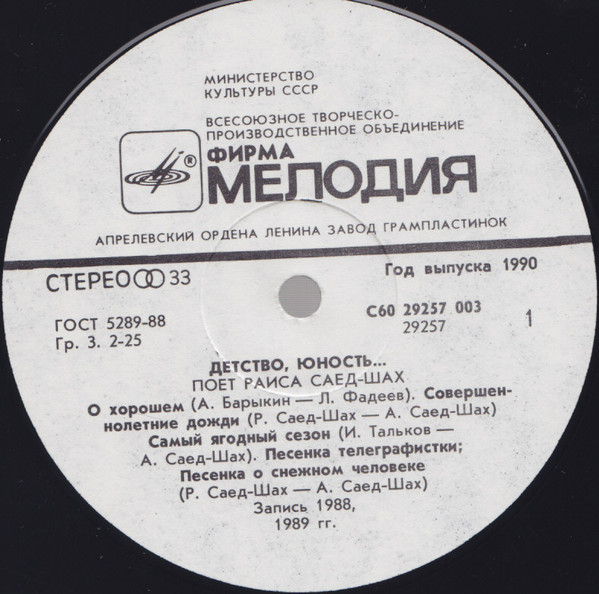 МИНИСТЕРСТВО
КУЛЬТУРЫ СССР
ВСЕСОЮЗНОЕ ТВОРЧЕСКО-
ПРОИЗВОДСТВЕННОЕ ОБЪЕДИНЕНИЕ
®
ФИРМА
МЕЛОДИЯ
АПРЕЛЕВСКИЙ ОРДЕНА ЛЕНИНА ЗАВОД ГРАМПЛАСТИНОК
СТЕРЕО 33
Год выпуска 1990
ГОСТ 5289-88
Гр. 3. 2-25
С60 29257 003
29257
1
ДЕТСТВО, ЮНОСТЬ...
ПОЕТ РАИСА САЕД-ШАХ
О хорошем (А. Барыкин — Л. Фадеев). Совершен-
нолетние дожди (Р. Саед-Шах — А. Саед-Шах)
Самый ягодный сезон (И. Тальков —
А. Саед-Шах). Песенка телеграфистки;
Песенка о снежном человеке
(Р. Саед-Шах — А. Саед-Шах)
Запись 1988,
1989 гг.